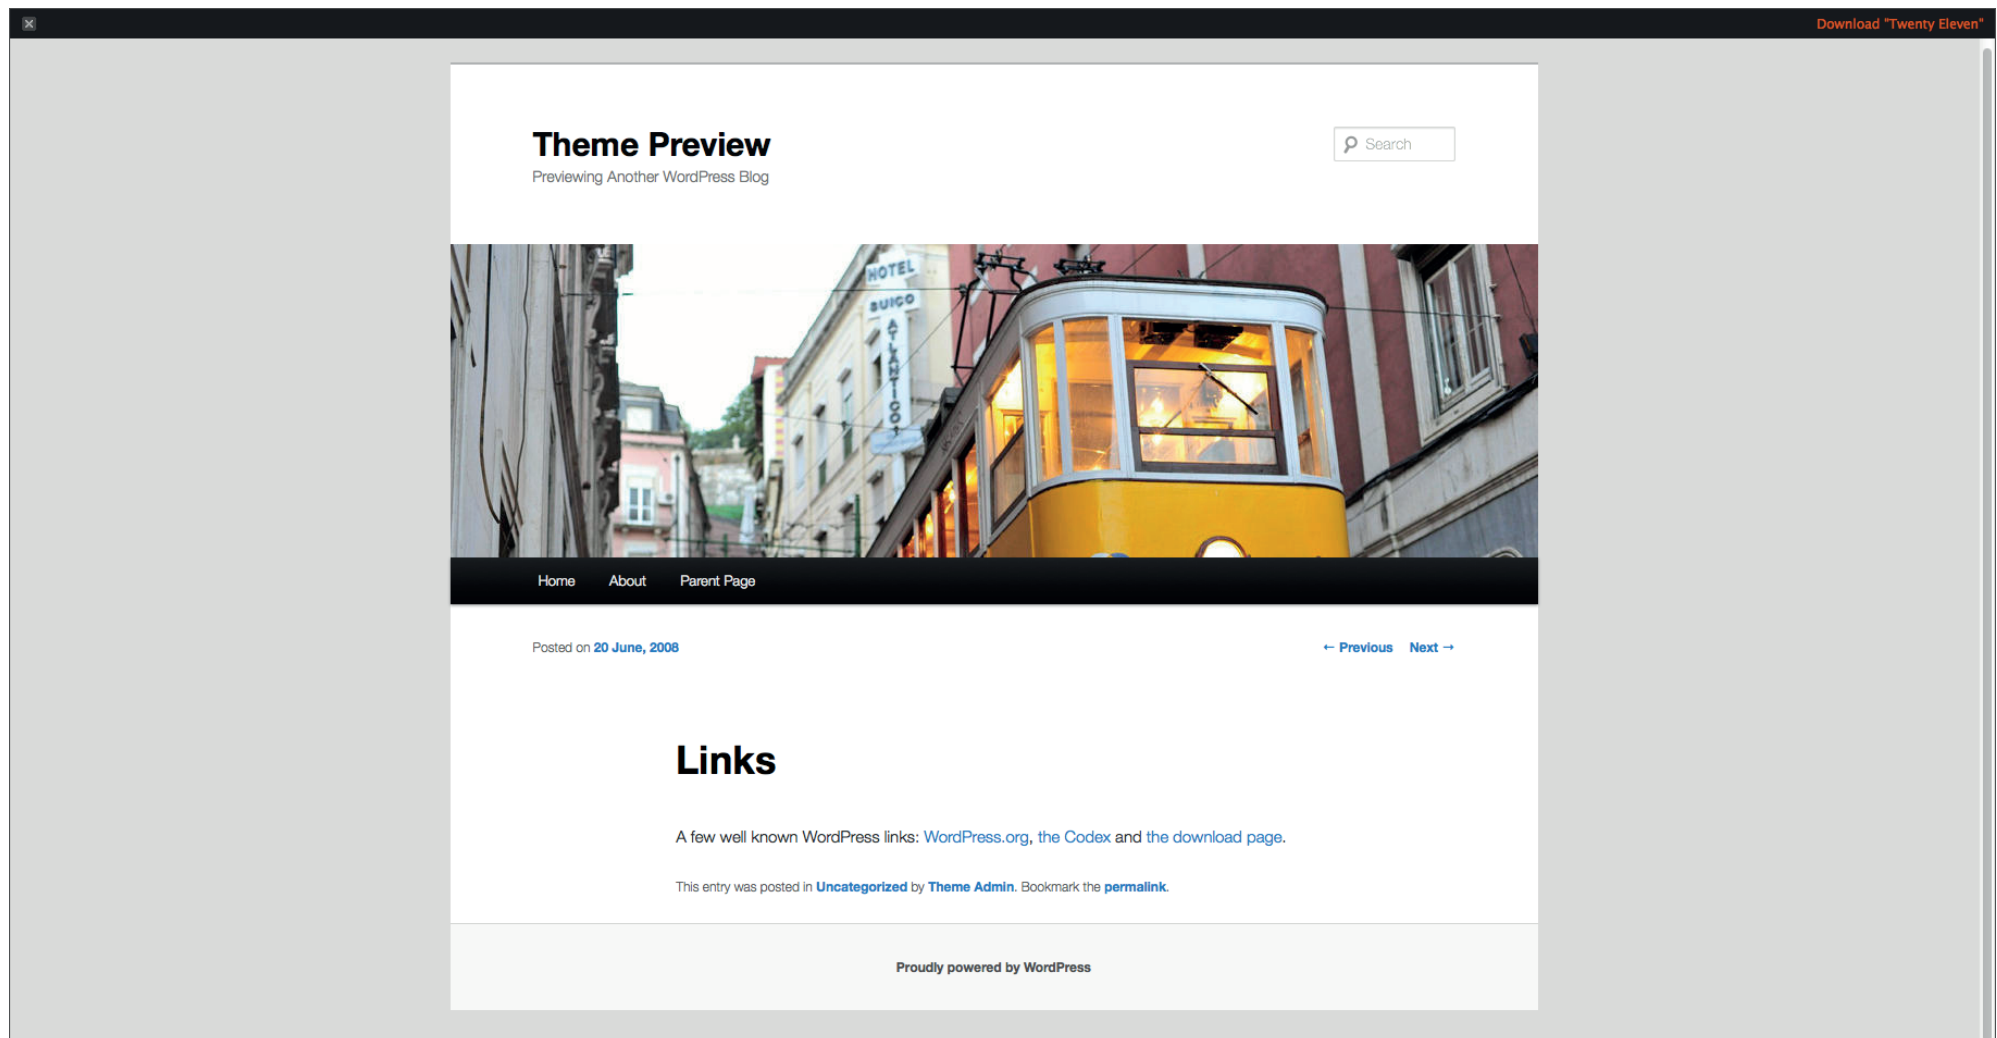 Download "Twenty Eleven"
Theme Preview
Search
Previewing Another WordPress Blog
HOTEL
SUIÇO
ATLANTICO
Home About Parent Page
Posted on 20 June, 2008
← Previous Next →
Links
A few well known WordPress links: WordPress.org, the Codex and the download page.
This entry was posted in Uncategorized by Theme Admin. Bookmark the permalink.
Proudly powered by WordPress